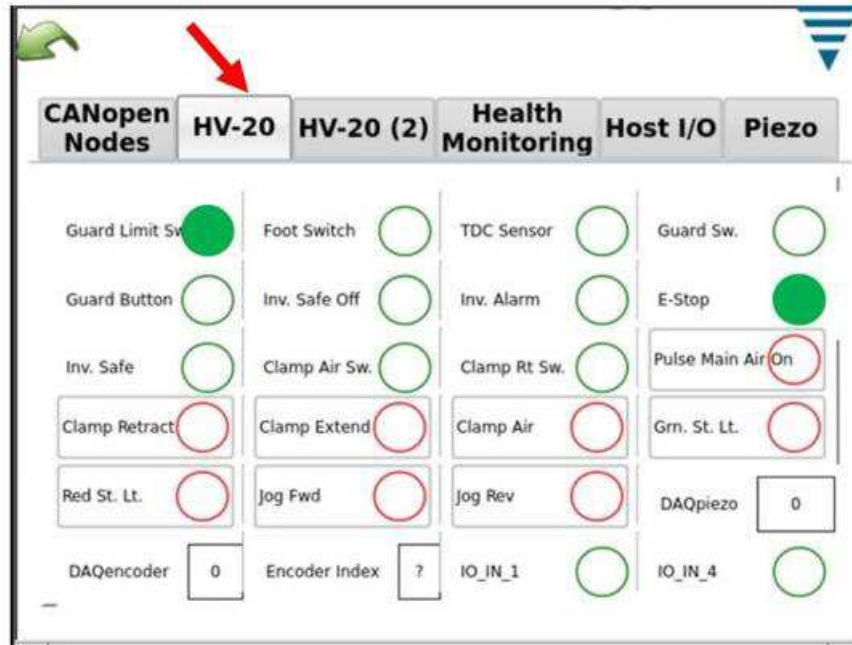 CANopen Nodes
HV-20
HV-20 (2)
Health Monitoring
Host I/O
Piezo
Guard Limit Sw
Foot Switch
TDC Sensor
Guard Sw.
Guard Button
Inv. Safe Off
Inv. Alarm
E-Stop
Inv. Safe
Clamp Air Sw.
Clamp Rt Sw.
Pulse Main Air On
Clamp Retract
Clamp Extend
Clamp Air
Grn. St. Lt.
Red St. Lt.
Jog Fwd
Jog Rev
DAQpiezo
0
DAQencoder
0
Encoder Index
?
IO_IN_1
IO_IN_4